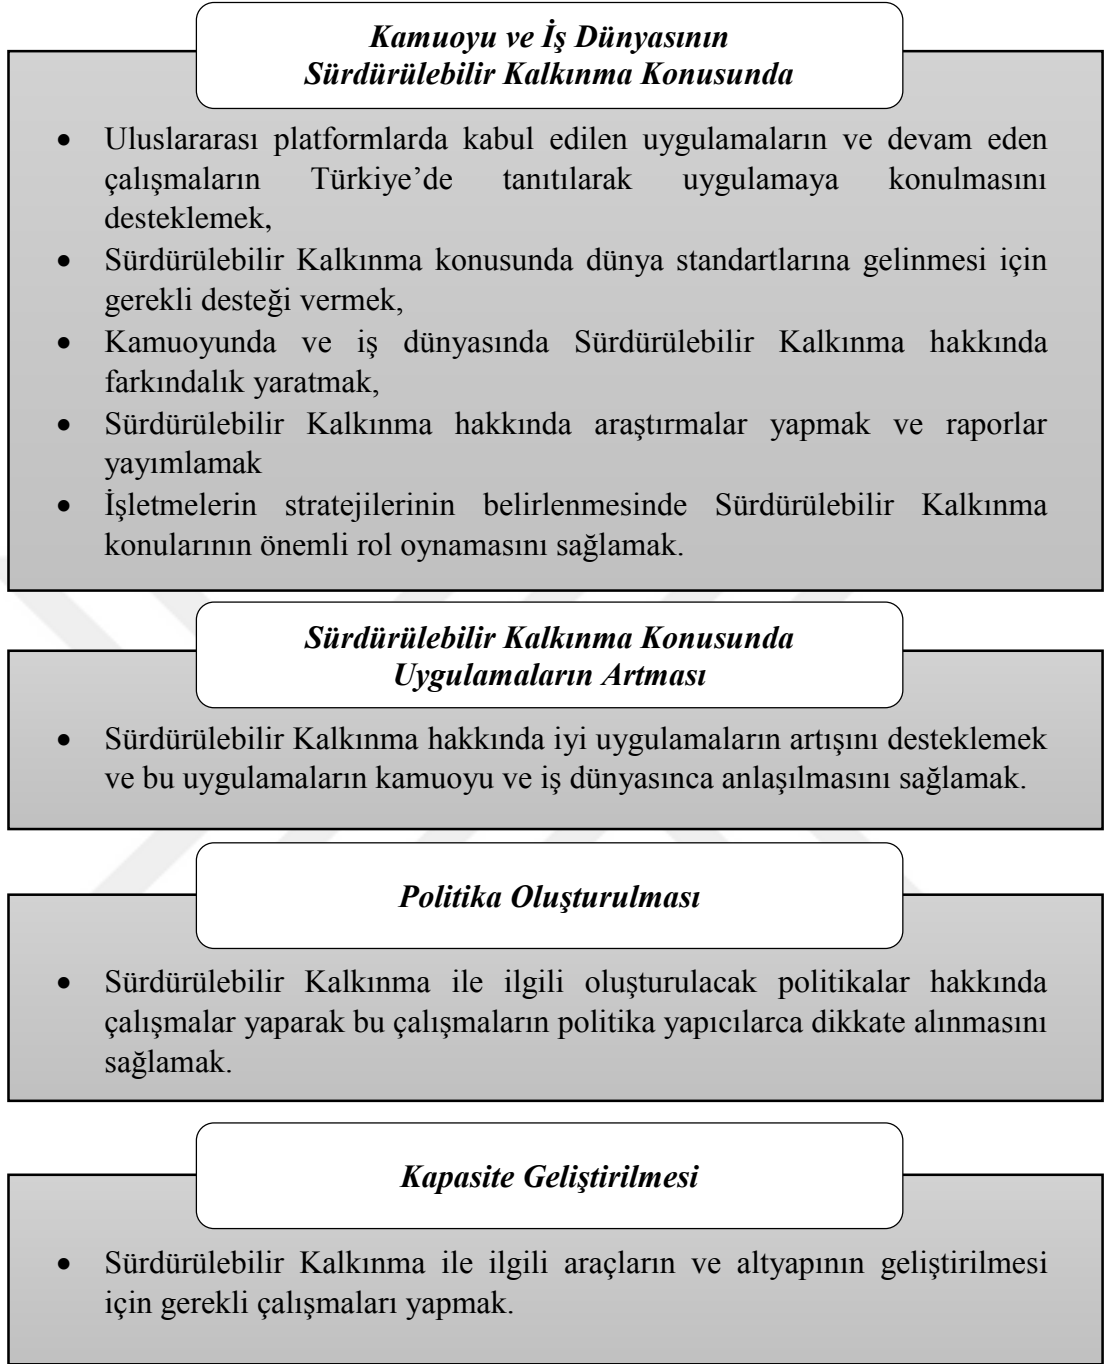 Kamuoyu ve İş Dünyasının
Sürdürülebilir Kalkınma Konusunda
• Uluslararası platformlarda kabul edilen uygulamaların ve devam eden
çalışmaların Türkiye’de tanıtılarak uygulamaya konulmasını
desteklemek,
• Sürdürülebilir Kalkınma konusunda dünya standartlarına gelinmesi için
gerekli desteği vermek,
• Kamuoyunda ve iş dünyasında Sürdürülebilir Kalkınma hakkında
farkındalık yaratmak,
• Sürdürülebilir Kalkınma hakkında araştırmalar yapmak ve raporlar
yayımlamak
• İşletmelerin stratejilerinin belirlenmesinde Sürdürülebilir Kalkınma
konularının önemli rol oynamasını sağlamak.
Sürdürülebilir Kalkınma Konusunda
Uygulamaların Artması
• Sürdürülebilir Kalkınma hakkında iyi uygulamaların artışını desteklemek
ve bu uygulamaların kamuoyu ve iş dünyasınca anlaşılmasını sağlamak.
Politika Oluşturulması
• Sürdürülebilir Kalkınma ile ilgili oluşturulacak politikalar hakkında
çalışmalar yaparak bu çalışmaların politika yapıcılarca dikkate alınmasını
sağlamak.
Kapasite Geliştirilmesi
• Sürdürülebilir Kalkınma ile ilgili araçların ve altyapının geliştirilmesi
için gerekli çalışmaları yapmak.